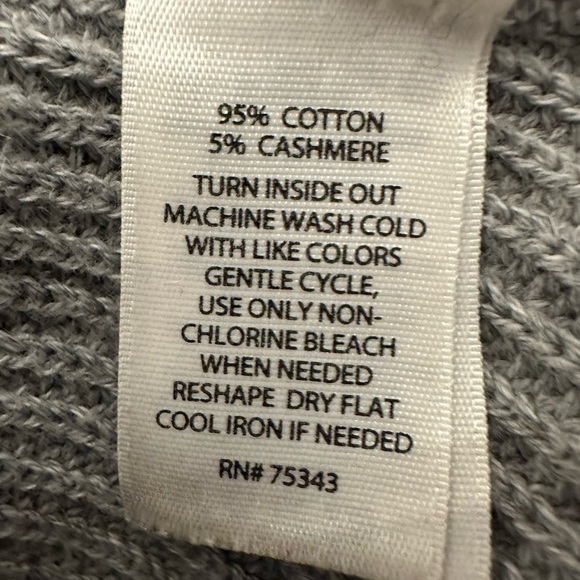 95% COTTON
5% CASHMERE
TURN INSIDE OUT
MACHINE WASH COLD
WITH LIKE COLORS
GENTLE CYCLE,
USE ONLY NON-
CHLORINE BLEACH
WHEN NEEDED
RESHAPE DRY FLAT
COOL IRON IF NEEDED
RN# 75343